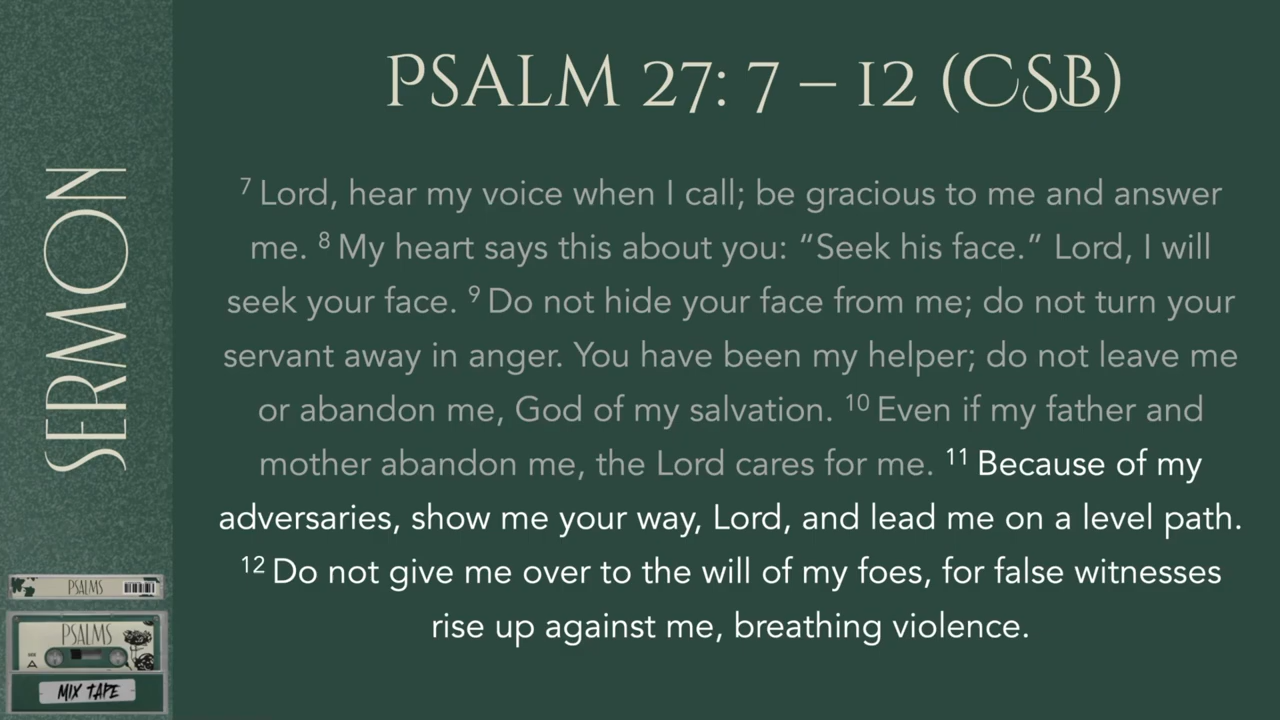 PSALM 27: 7 – 12 (CSB)
⁷ Lord, hear my voice when I call; be gracious to me and answer
me. ⁸ My heart says this about you: “Seek his face.” Lord, I will
seek your face. ⁹ Do not hide your face from me; do not turn your
servant away in anger. You have been my helper; do not leave me
or abandon me, God of my salvation. ¹⁰ Even if my father and
mother abandon me, the Lord cares for me. ¹¹ Because of my
adversaries, show me your way, Lord, and lead me on a level path.
¹² Do not give me over to the will of my foes, for false witnesses
rise up against me, breathing violence.
SERMON
PSALMS
PSALMS
A
MIX TAPE